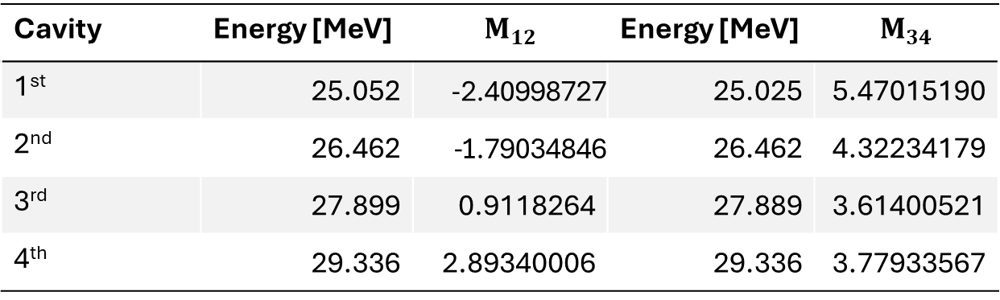 Cavity Energy [MeV] M₁₂ Energy [MeV] M₃₄
1ˢᵗ 25.052 -2.40998727 25.025 5.47015190
2ⁿᵈ 26.462 -1.79034846 26.462 4.32234179
3ʳᵈ 27.899 0.9118264 27.889 3.61400521
4ᵗʰ 29.336 2.89340006 29.336 3.77933567